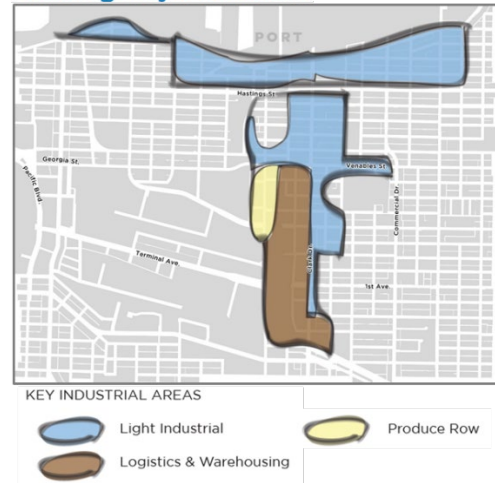 PORT
Hastings St.
Georgia St.
Venables St.
Pacific Blvd.
Commercial Dr.
Terminal Ave.
1st Ave.
KEY INDUSTRIAL AREAS
Light Industrial
Produce Row
Logistics & Warehousing